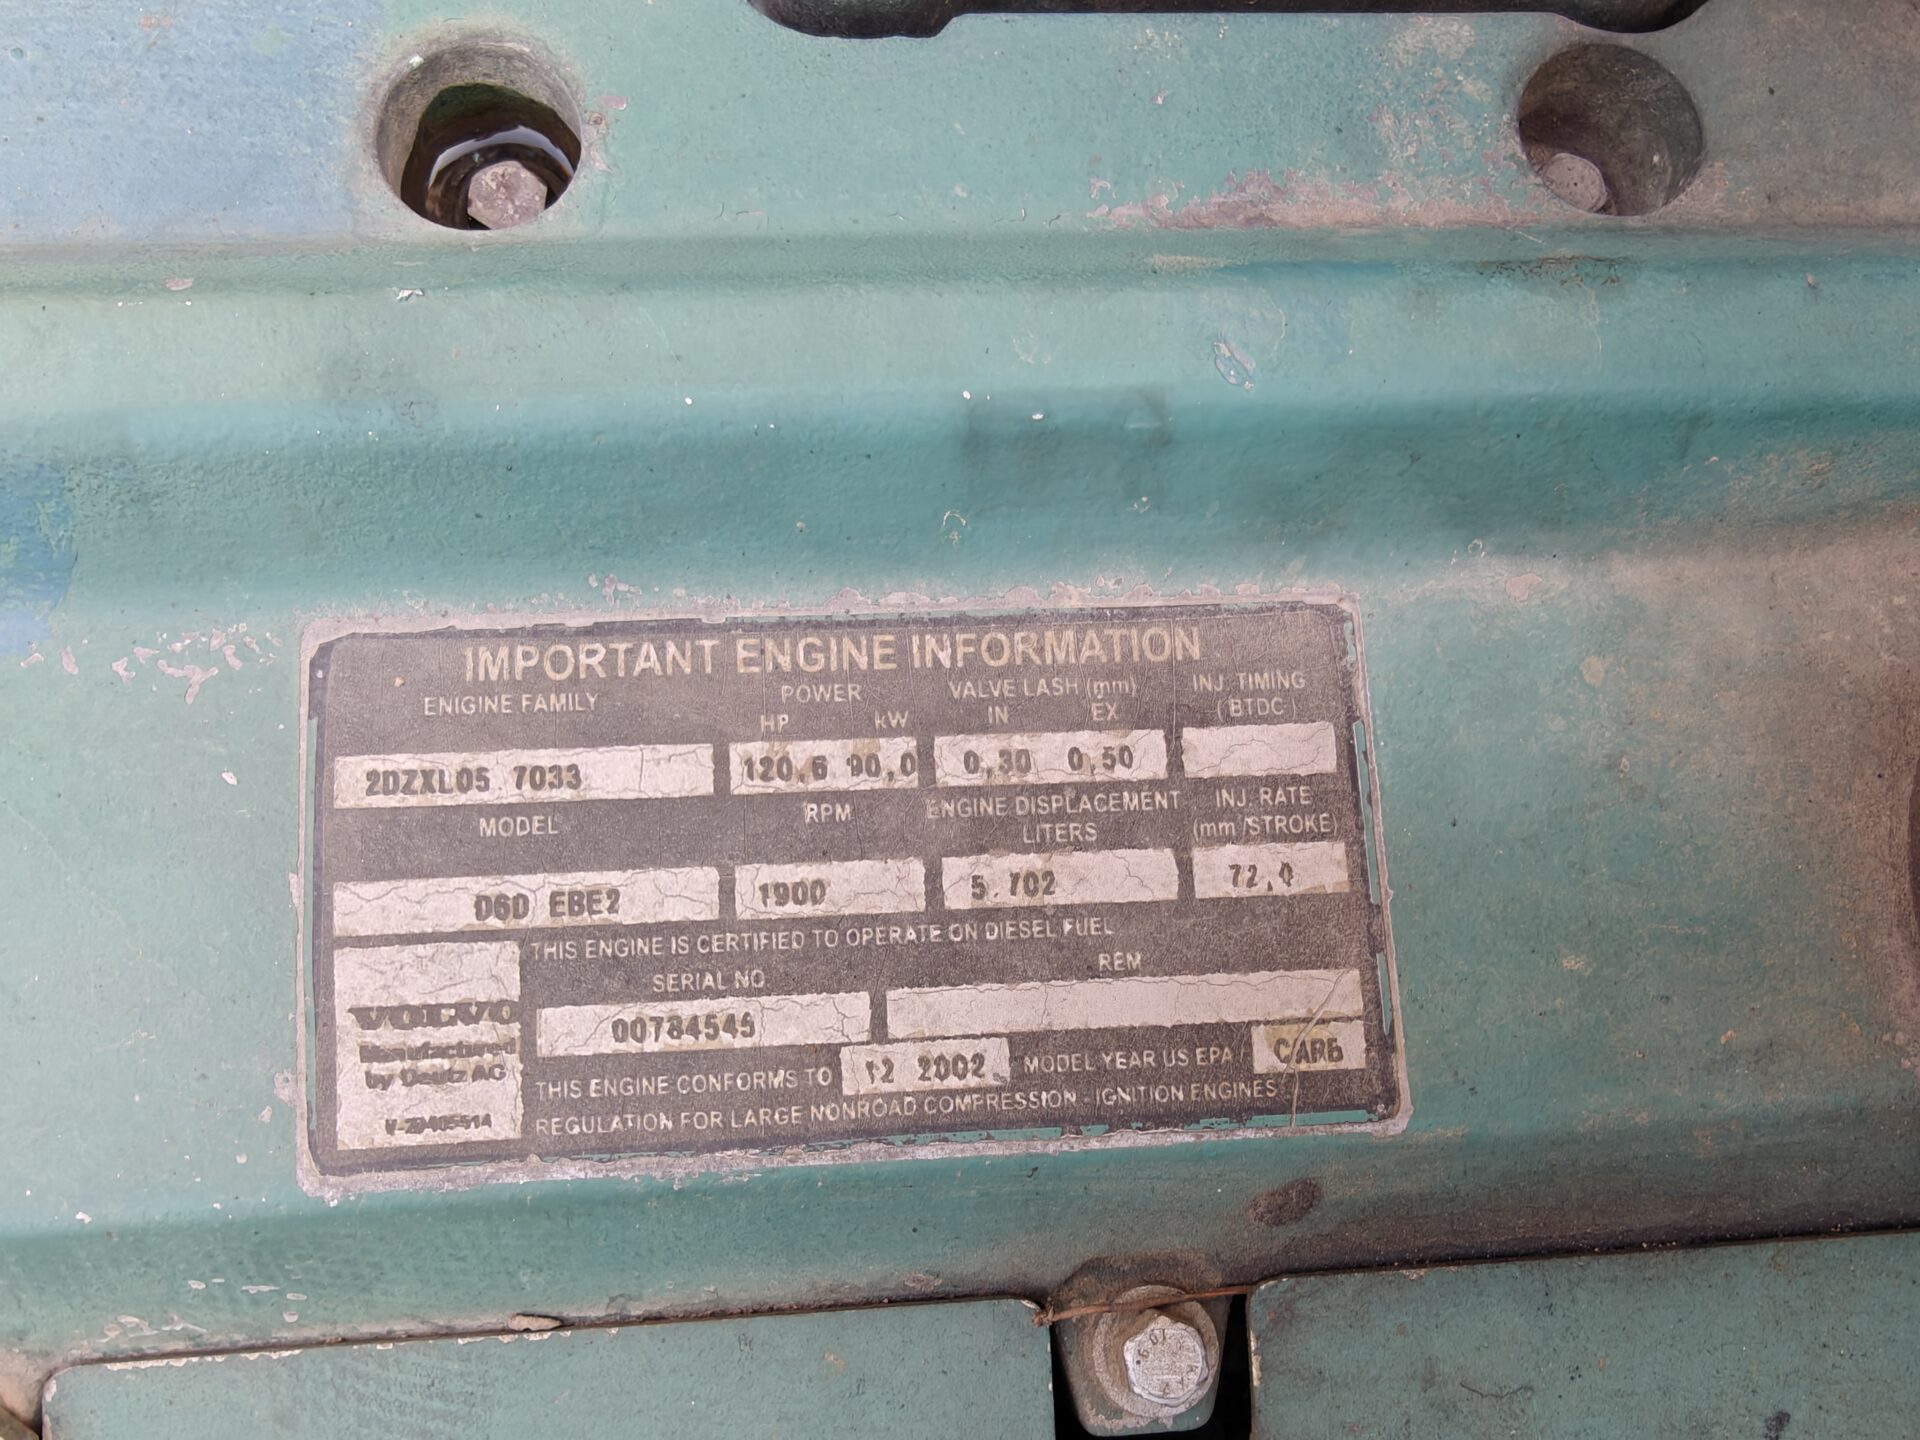 IMPORTANT ENGINE INFORMATION
ENIGINE FAMILY POWER VALVE LASH (mm) INJ. TIMING
HP kW IN EX (BTDC)
2DZXL05 7033 120,6 90,0 0,30 0,50
MODEL RPM ENGINE DISPLACEMENT INJ. RATE
LITERS (mm /STROKE)
D6D EBE2 1900 5.702 72,0
THIS ENGINE IS CERTIFIED TO OPERATE ON DIESEL FUEL
SERIAL NO. REM
VOLVO 00784545
Manufactured
by Deutz AG
THIS ENGINE CONFORMS TO 12 2002 MODEL YEAR US EPA / CARB
REGULATION FOR LARGE NONROAD COMPRESSION - IGNITION ENGINES